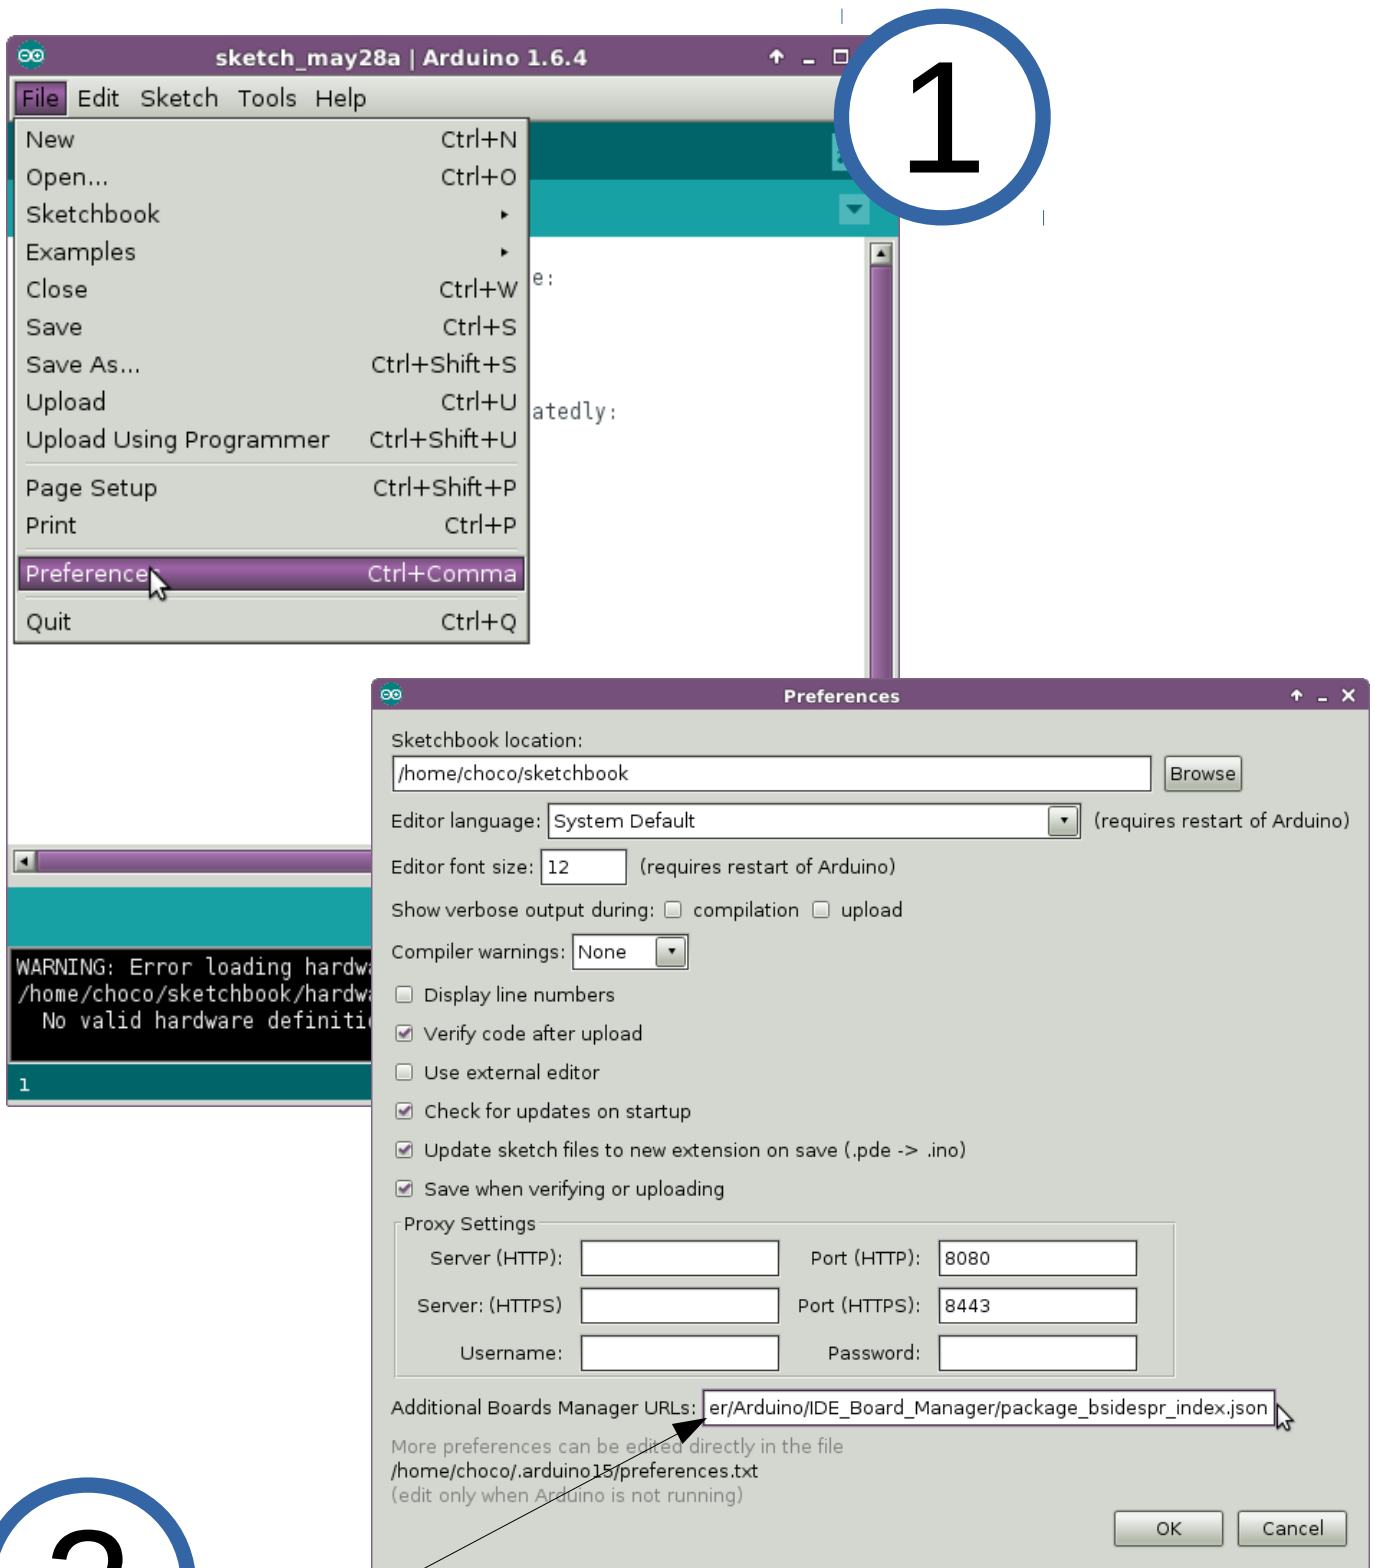 1
sketch_may28a | Arduino 1.6.4
File Edit Sketch Tools Help
New Ctrl+N
Open... Ctrl+O
Sketchbook
Examples
e:
Close Ctrl+W
Save Ctrl+S
Save As... Ctrl+Shift+S
Upload Ctrl+U
atedly:
Upload Using Programmer Ctrl+Shift+U
Page Setup Ctrl+Shift+P
Print Ctrl+P
Preferences Ctrl+Comma
Quit Ctrl+Q
Preferences
Sketchbook location:
/home/choco/sketchbook Browse
Editor language: System Default (requires restart of Arduino)
Editor font size: 12 (requires restart of Arduino)
Show verbose output during: compilation upload
Compiler warnings: None
WARNING: Error loading hardwa
/home/choco/sketchbook/hardwa
No valid hardware definitio
1
Display line numbers
Verify code after upload
Use external editor
Check for updates on startup
Update sketch files to new extension on save (.pde -> .ino)
Save when verifying or uploading
Proxy Settings
Server (HTTP): Port (HTTP): 8080
Server: (HTTPS) Port (HTTPS): 8443
Username: Password:
Additional Boards Manager URLs: er/Arduino/IDE_Board_Manager/package_bsidespr_index.json
More preferences can be edited directly in the file
/home/choco/.arduino15/preferences.txt
(edit only when Arduino is not running)
OK Cancel